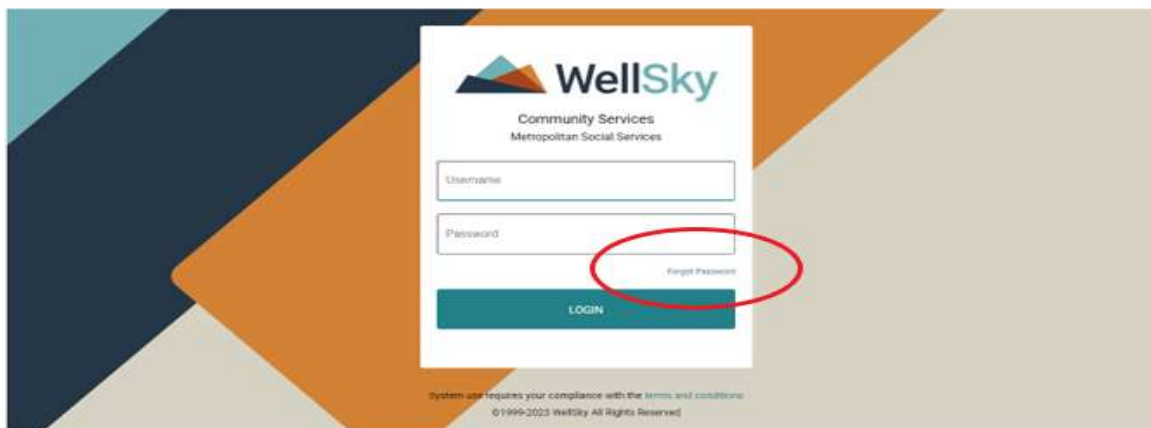 WellSky
Community Services
Metropolitan Social Services
Username
Password
Forgot Password
LOGIN
System use requires your compliance with the terms and conditions
©1999-2023 WellSky All Rights Reserved